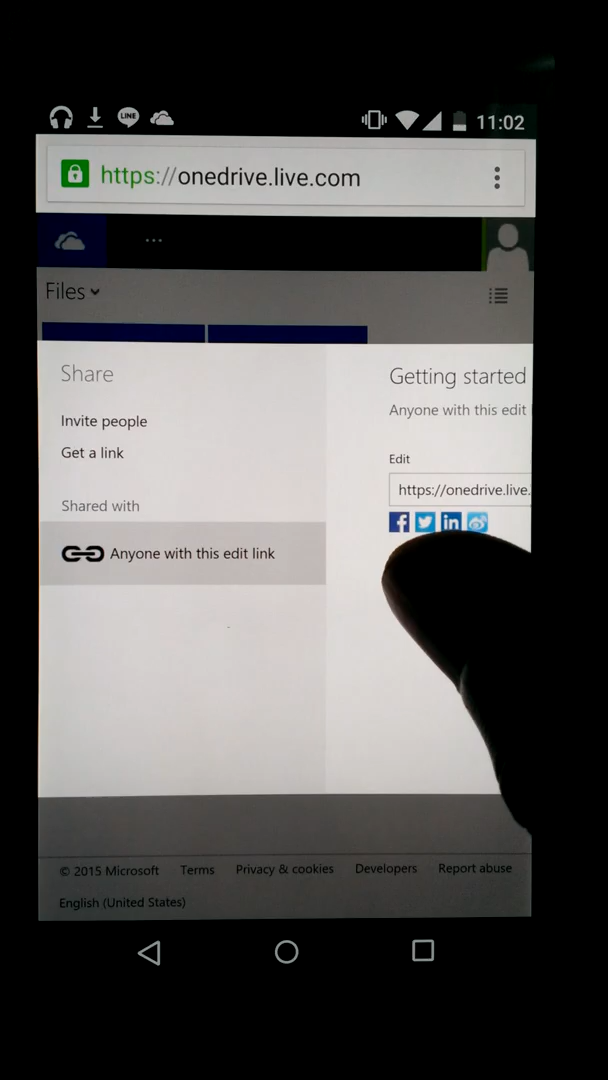 LINE
11:02
https://onedrive.live.com
...
Files
Share
Invite people
Get a link
Shared with
Anyone with this edit link
Getting started
Anyone with this edit
Edit
https://onedrive.live.
f in
© 2015 Microsoft Terms Privacy & cookies Developers Report abuse
English (United States)